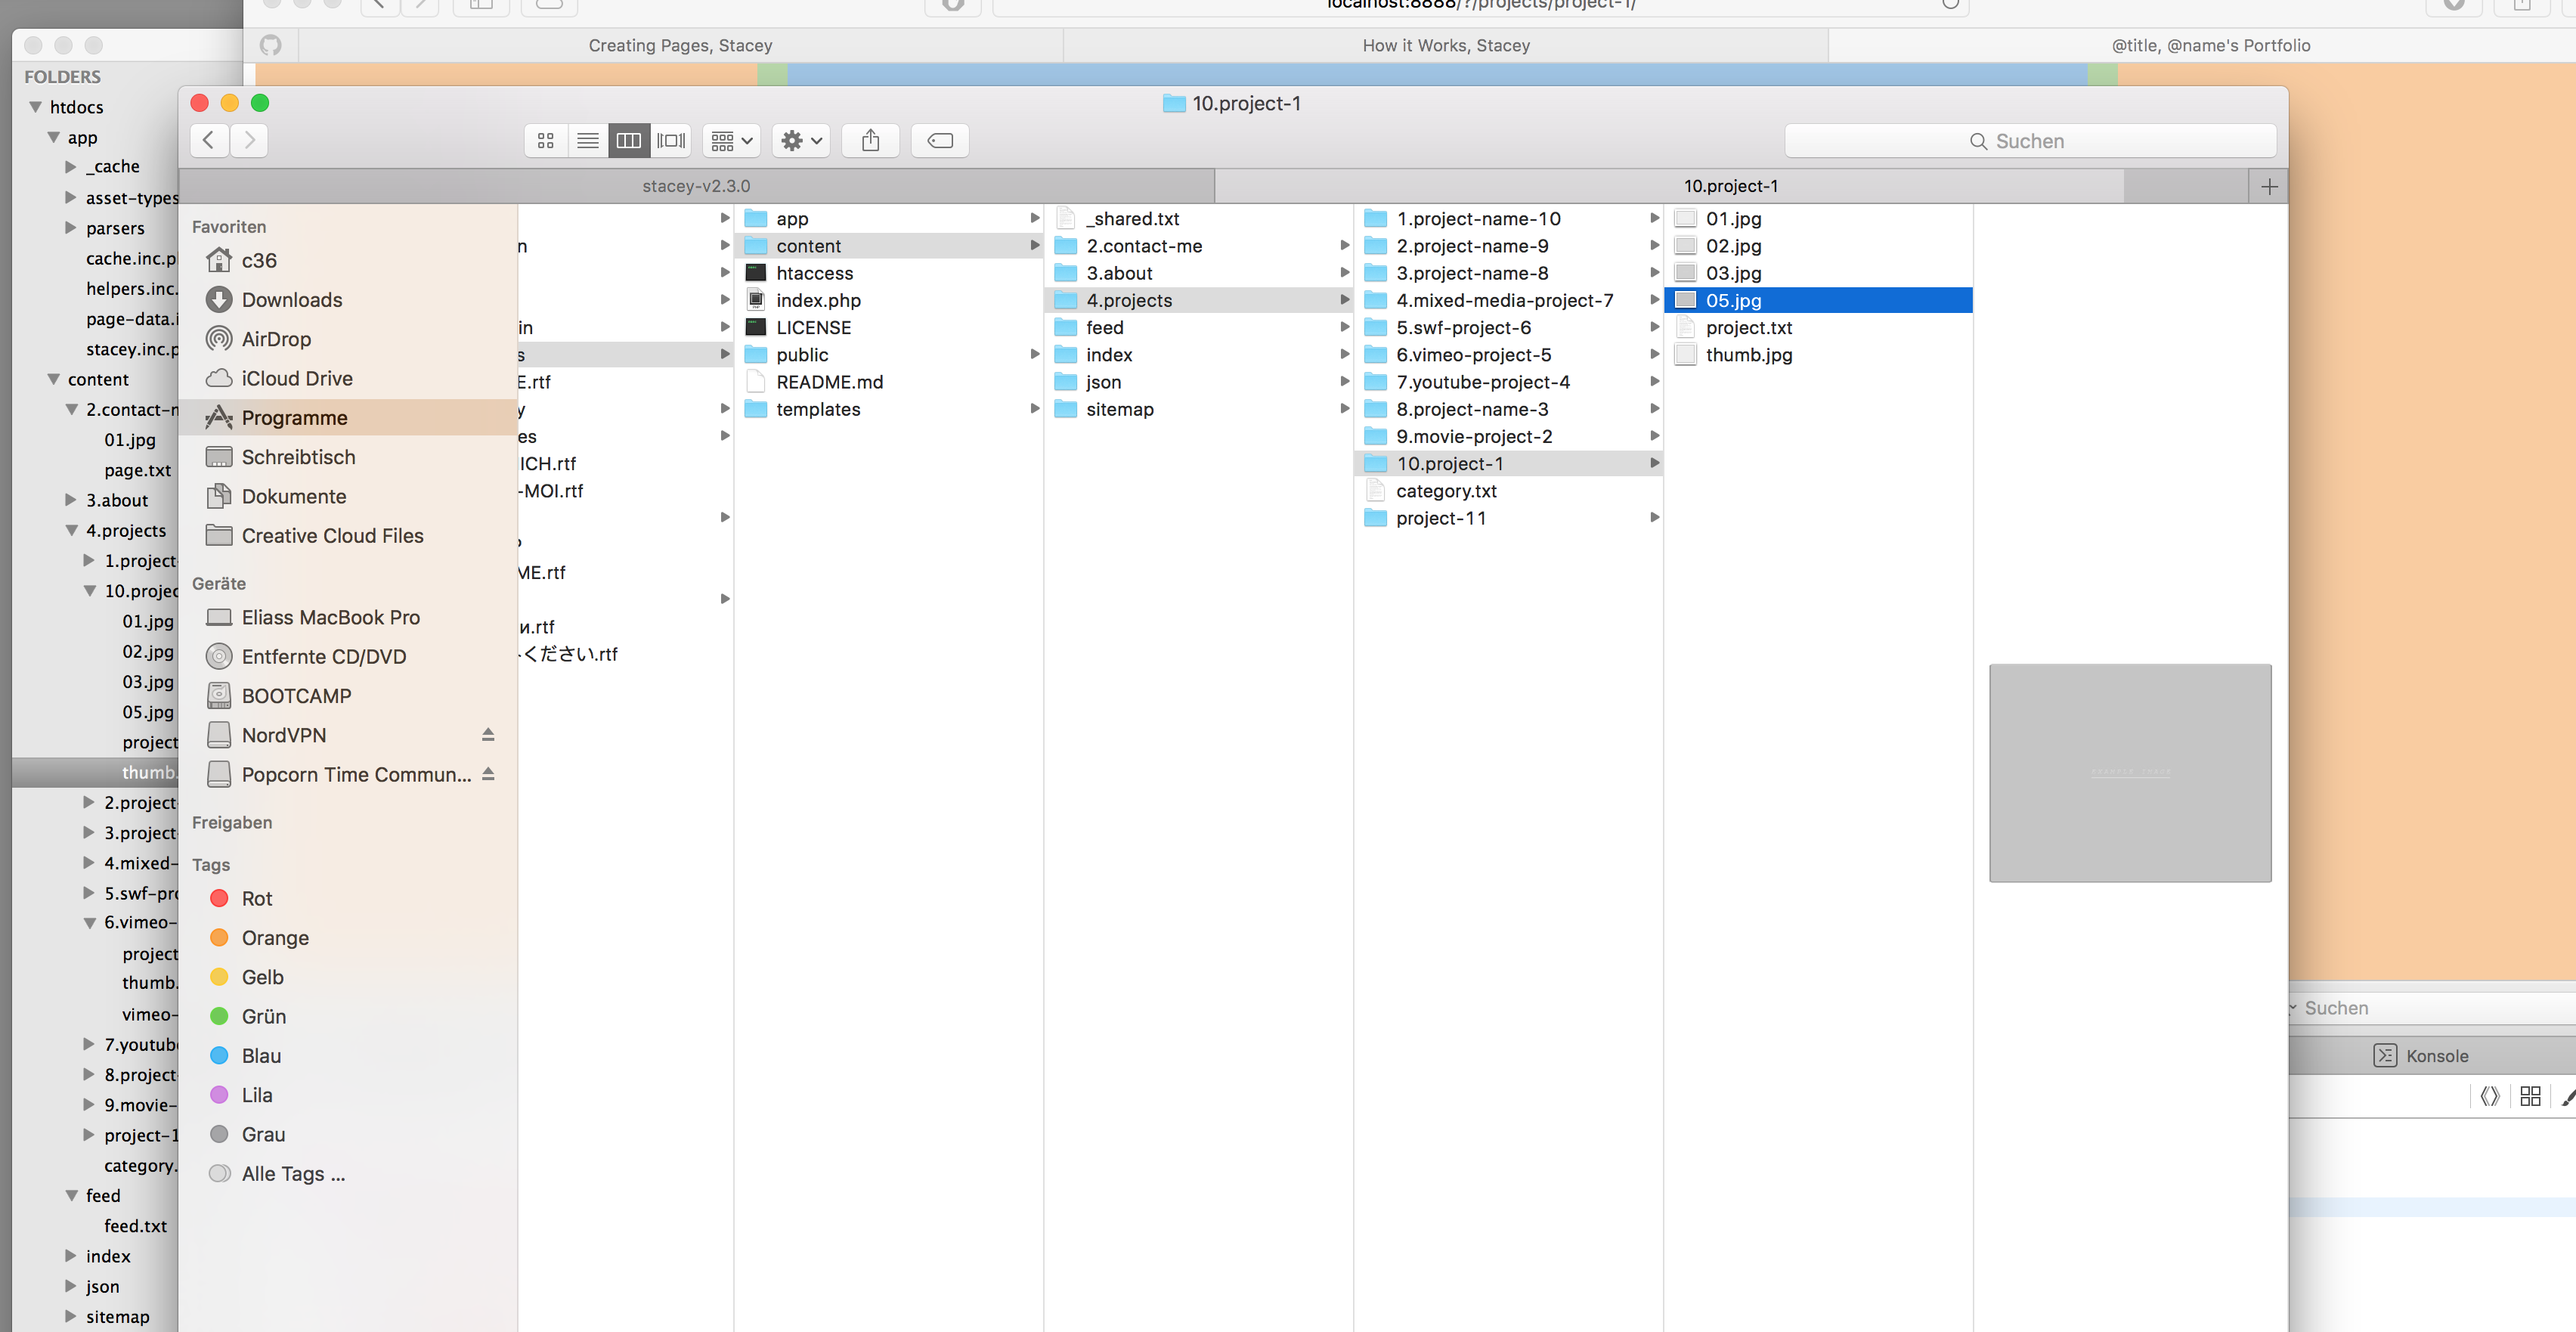 localhost:8888/?/projects/project-1/
Creating Pages, Stacey
How it Works, Stacey
@title, @name's Portfolio
FOLDERS
htdocs
app
_cache
asset-types
parsers
cache.inc.p
helpers.inc.
page-data.i
stacey.inc.p
content
2.contact-m
01.jpg
page.txt
3.about
4.projects
1.project
10.projec
01.jpg
02.jpg
03.jpg
05.jpg
project
thumb.
2.project
3.project
4.mixed-
5.swf-pro
6.vimeo-
project
thumb.
vimeo-
7.youtube
8.project
9.movie-
project-1
category.
feed
feed.txt
index
json
sitemap
10.project-1
Suchen
stacey-v2.3.0
10.project-1
Favoriten
c36
Downloads
AirDrop
iCloud Drive
Programme
Schreibtisch
Dokumente
Creative Cloud Files
Geräte
Eliass MacBook Pro
Entfernte CD/DVD
BOOTCAMP
NordVPN
Popcorn Time Commun...
Freigaben
Tags
Rot
Orange
Gelb
Grün
Blau
Lila
Grau
Alle Tags ...
n
in
s
E.rtf
y
es
ICH.rtf
-MOI.rtf
ME.rtf
и.rtf
ください.rtf
app
content
htaccess
index.php
LICENSE
public
README.md
templates
_shared.txt
2.contact-me
3.about
4.projects
feed
index
json
sitemap
1.project-name-10
2.project-name-9
3.project-name-8
4.mixed-media-project-7
5.swf-project-6
6.vimeo-project-5
7.youtube-project-4
8.project-name-3
9.movie-project-2
10.project-1
category.txt
project-11
01.jpg
02.jpg
03.jpg
05.jpg
project.txt
thumb.jpg
Suchen
Konsole